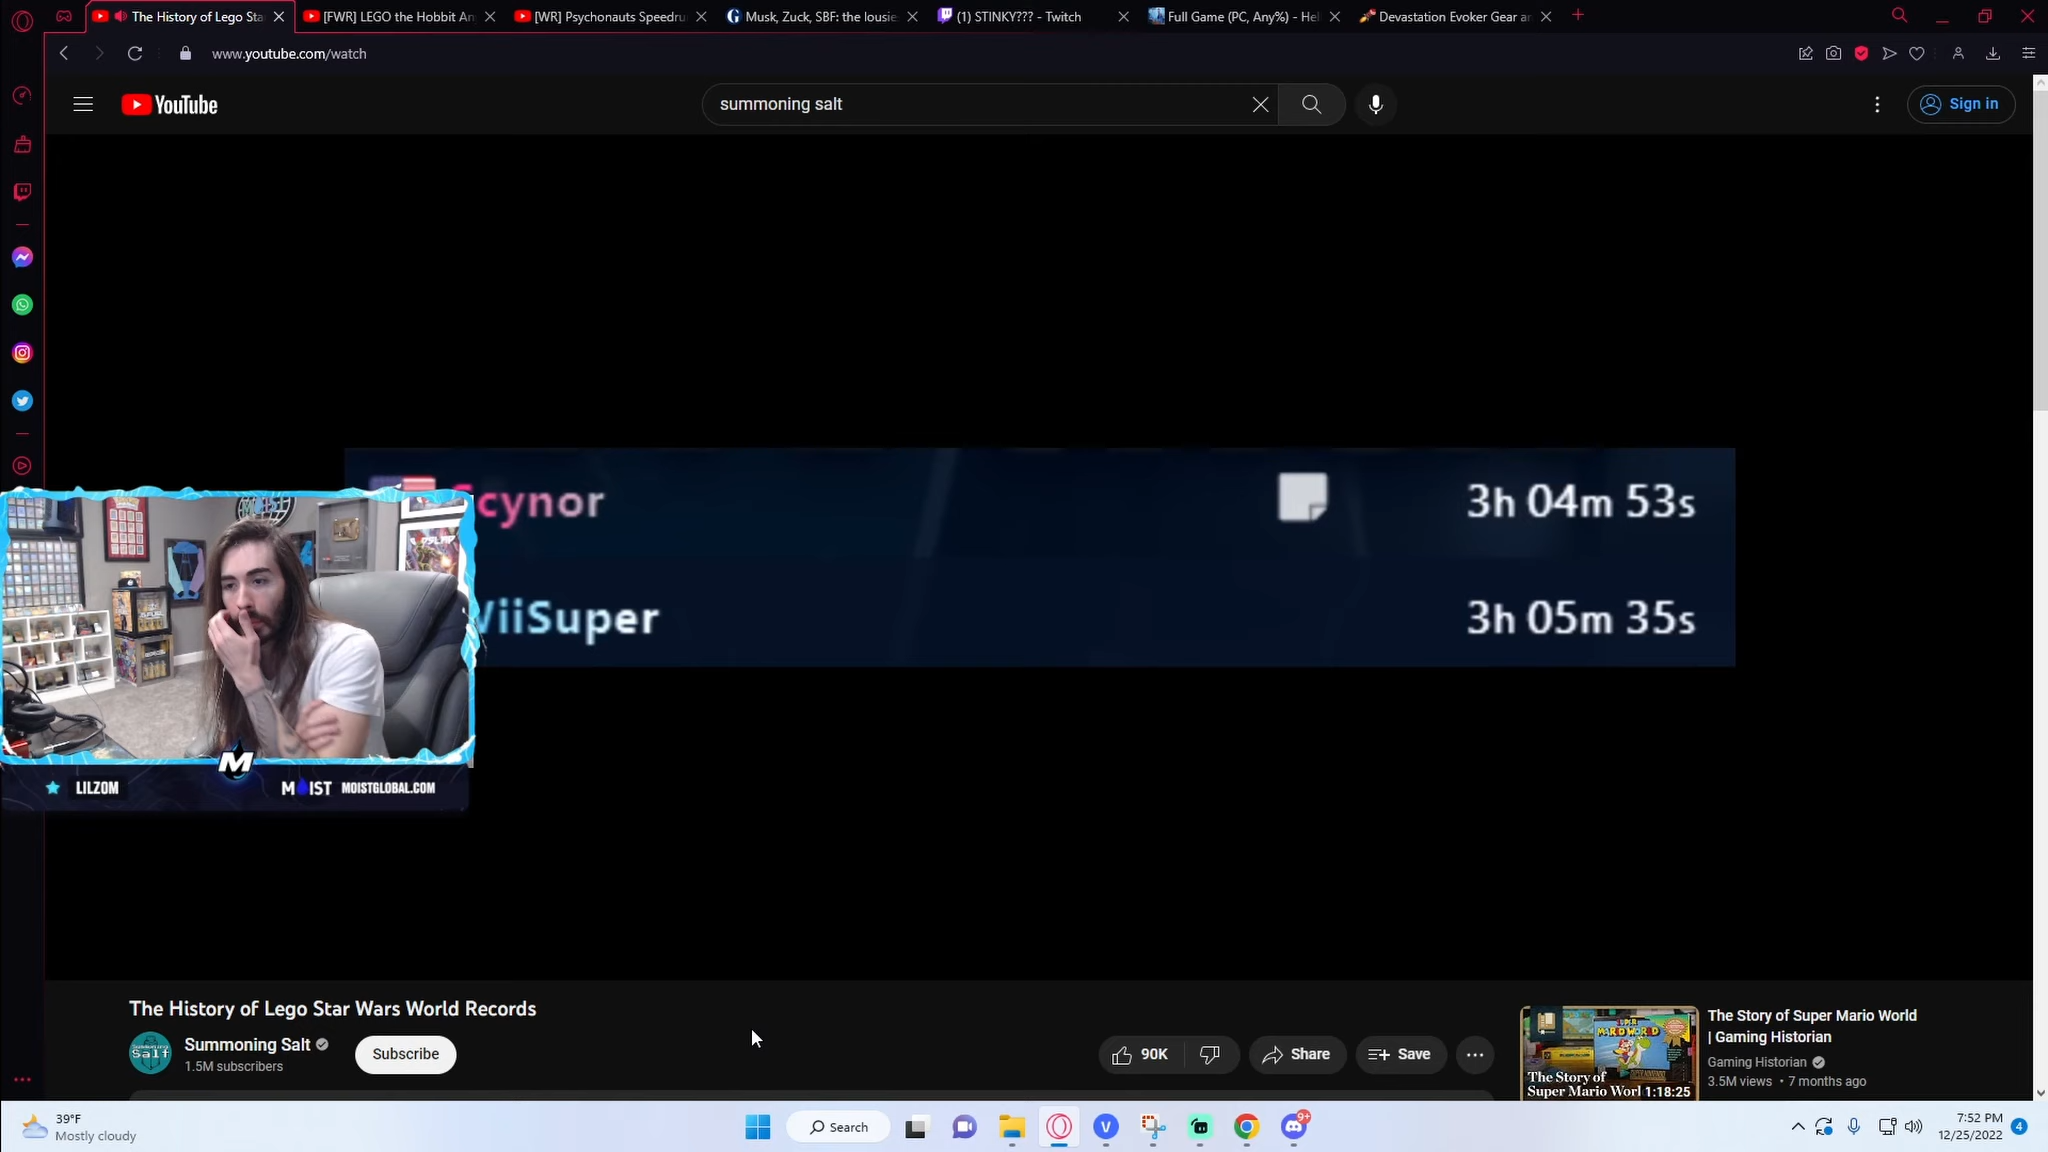 The History of Lego Sta
[FWR] LEGO the Hobbit An
[WR] Psychonauts Speedru
Musk, Zuck, SBF: the lousie
(1) STINKY??? - Twitch
Full Game (PC, Any%) - Hel
Devastation Evoker Gear an
www.youtube.com/watch
YouTube
summoning salt
Sign in
cynor
3h 04m 53s
iiSuper
3h 05m 35s
M
LILZOM
MOIST MOISTGLOBAL.COM
The History of Lego Star Wars World Records
Salt
Summoning Salt
1.5M subscribers
Subscribe
90K
Share
Save
The Story of
Super Mario Worl
1:18:25
The Story of Super Mario World
| Gaming Historian
Gaming Historian
3.5M views • 7 months ago
39°F
Mostly cloudy
Search
V
9+
7:52 PM
12/25/2022
4